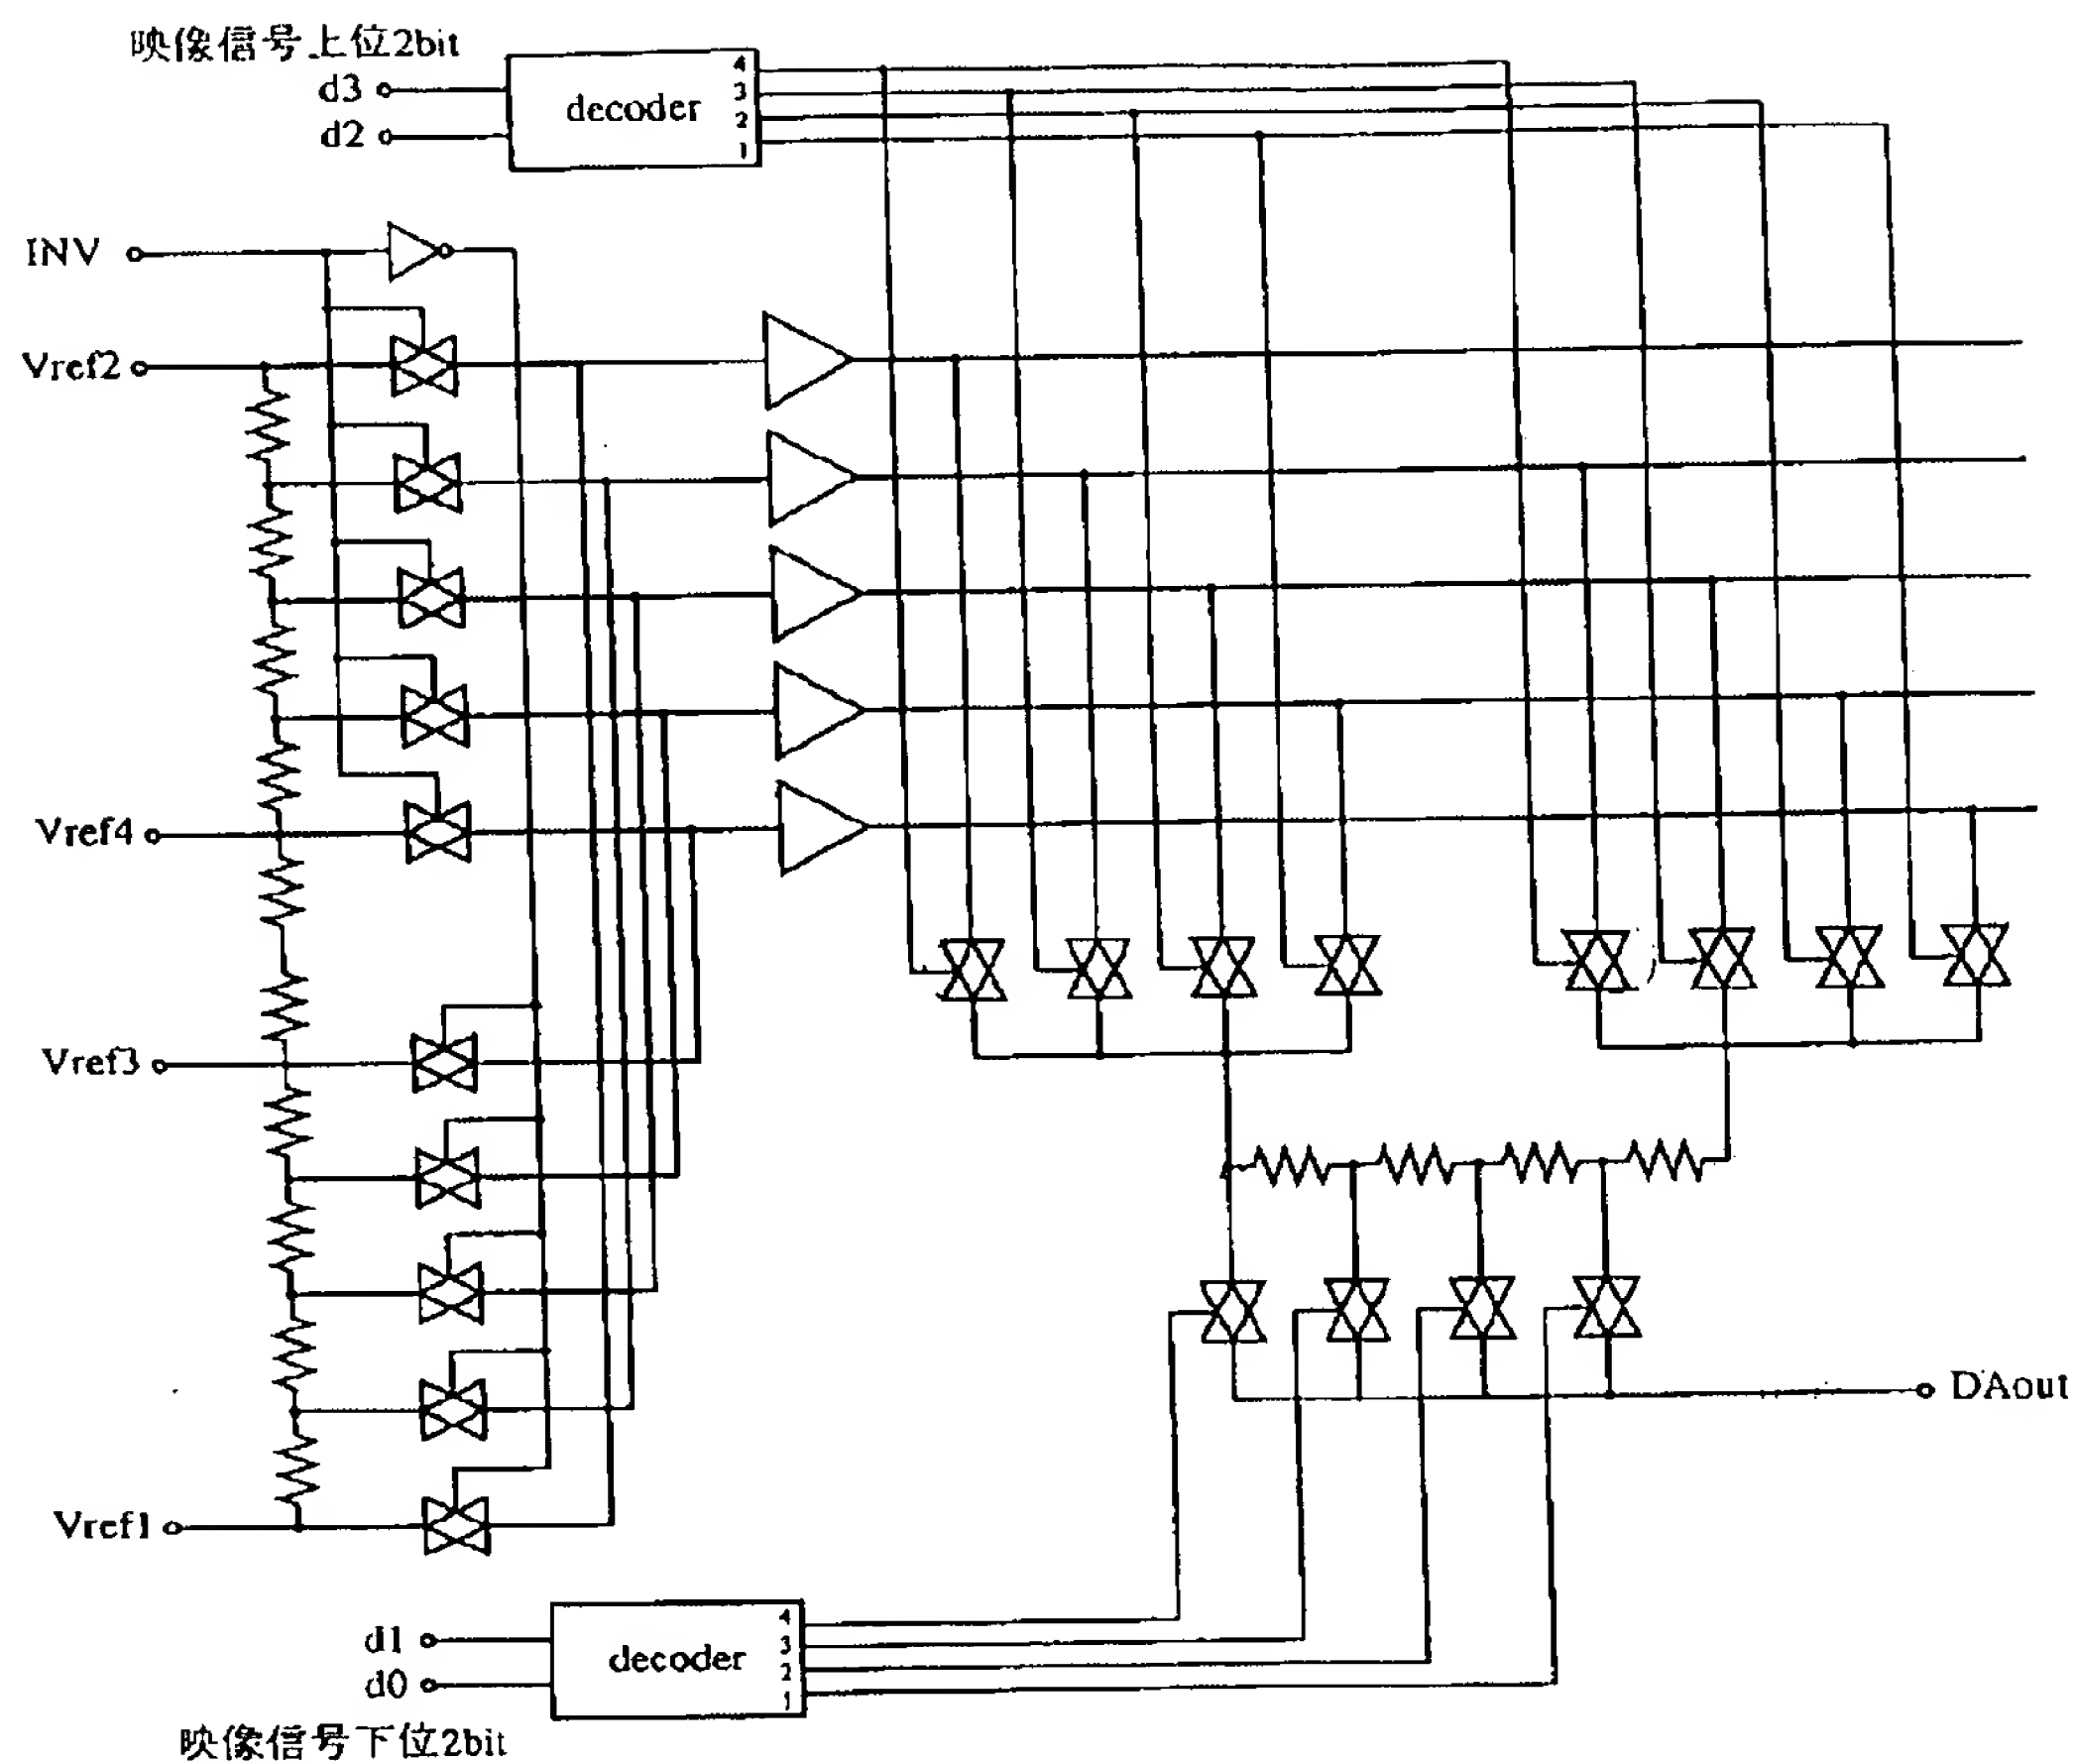 映像信号上位2bit
d3
d2
decoder
4
3
2
1
INV
Vref2
Vref4
Vref3
Vref1
DAout
d1
d0
decoder
4
3
2
1
映像信号下位2bit